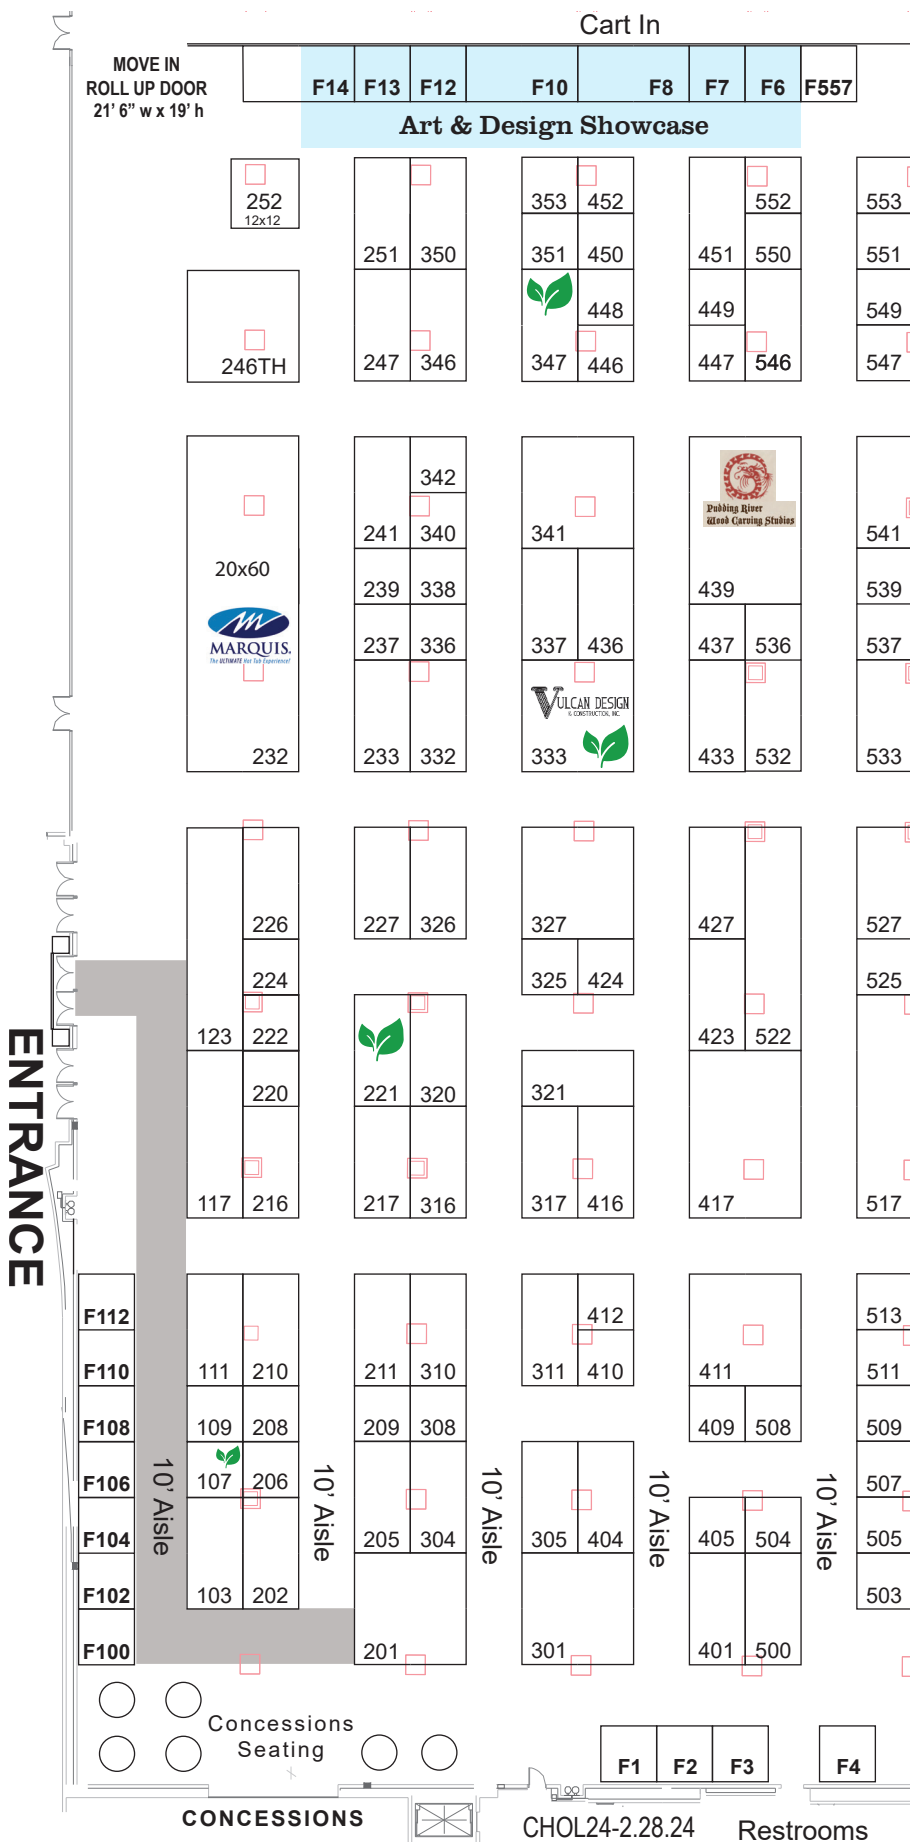 Cart In
MOVE IN
ROLL UP DOOR
21' 6” w x 19' h
F14 F13 F12 F10 F8 F7 F6 F557
Art & Design Showcase
252
12x12
353 452 552 553
251 350 351 450 451 550 551
448 449 549
246TH 247 346 347 446 447 546 547
342
Pudding River
Wood Carving Studios
241 340 341 541
20x60
239 338 439 539
MARQUIS.
The ULTIMATE Hot Tub Experience!
237 336 337 436 437 536 537
VULCAN DESIGN
& CONSTRUCTION, INC.
232 233 332 333 433 532 533
226 227 326 327 427 527
224 325 424 525
123 222 423 522
ENTRANCE
220 221 320 321
117 216 217 316 317 416 417 517
F112 412 513
F110 111 210 211 310 311 410 411 511
F108 109 208 209 308 409 508 509
F106 107 206 507
10’ Aisle 10’ Aisle 10’ Aisle 10’ Aisle 10’ Aisle
F104 205 304 305 404 405 504 505
F102 103 202 503
F100 201 301 401 500
Concessions
Seating
F1 F2 F3 F4
CONCESSIONS
CHOL24-2.28.24
Restrooms